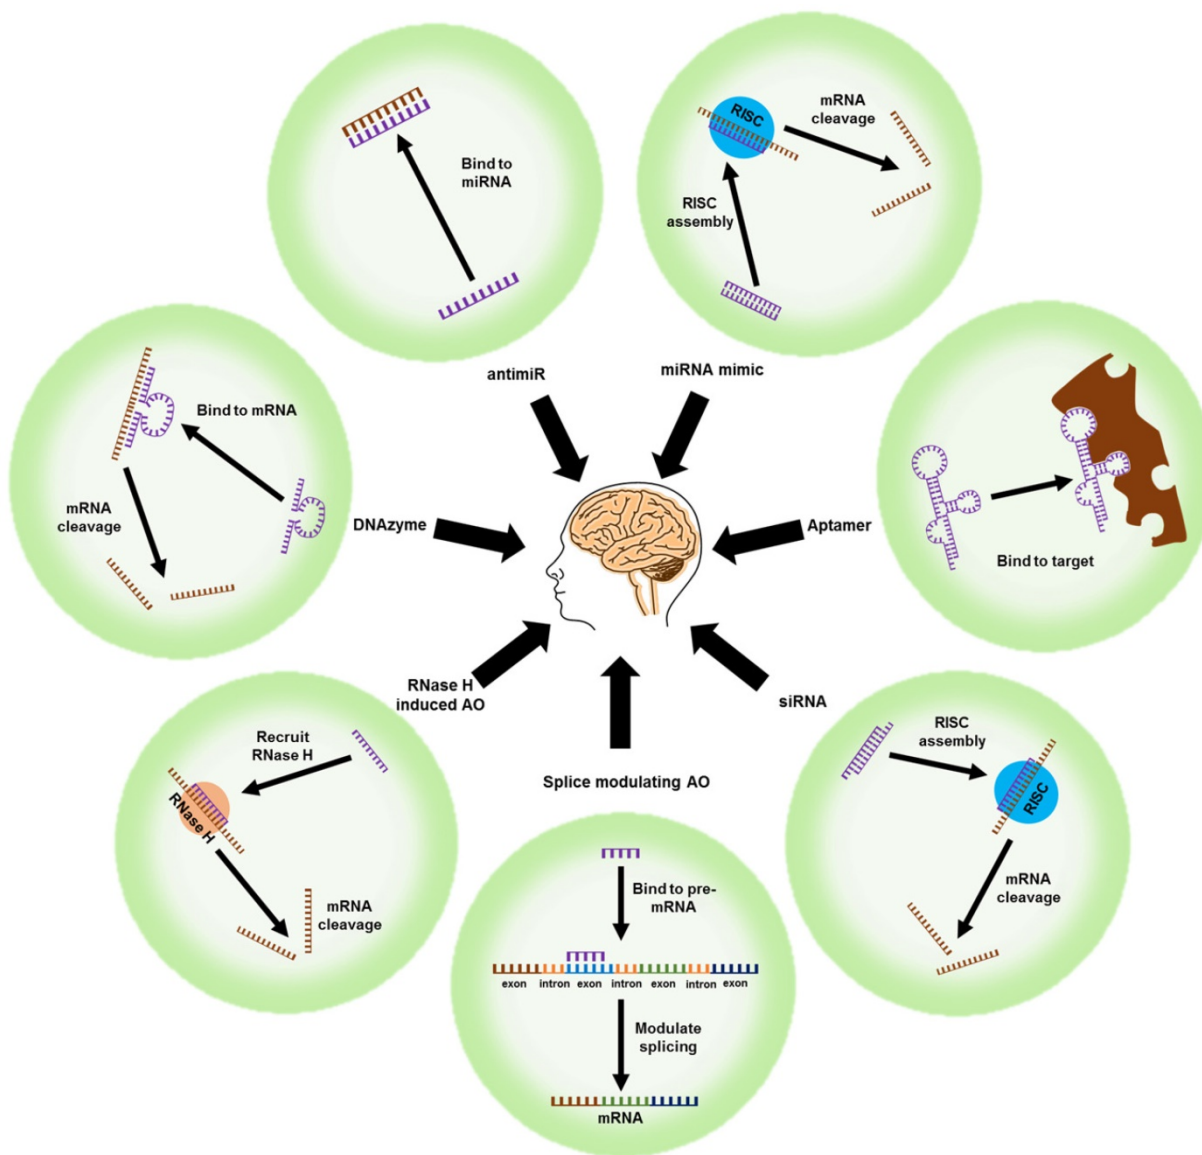 Bind to
miRNA
antimiR
RISC
mRNA
cleavage
RISC
assembly
miRNA mimic
Bind to target
Aptamer
RISC
assembly
RISC
mRNA
cleavage
siRNA
Splice modulating AO
Bind to pre-
mRNA
exon intron exon intron exon intron exon
Modulate
splicing
mRNA
RNase H
induced AO
Recruit
RNase H
RNase H
mRNA
cleavage
DNAzyme
Bind to mRNA
mRNA
cleavage